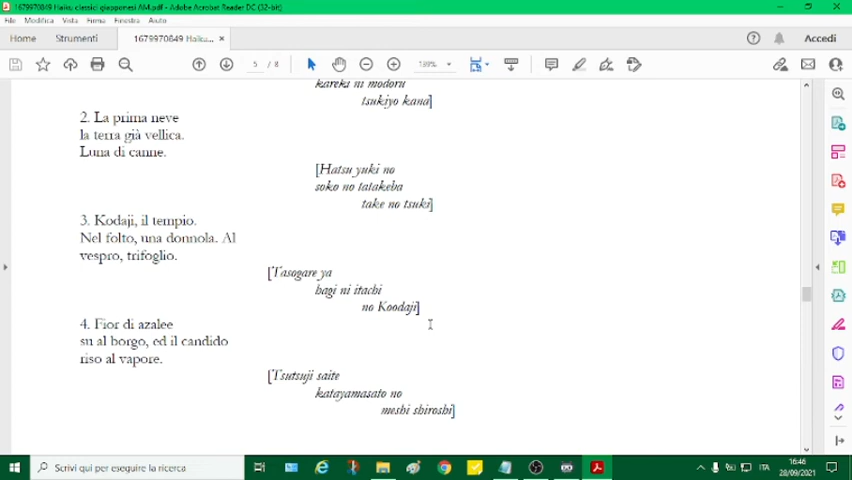 1679970849 Haiku classici giapponesi AM.pdf - Adobe Acrobat Reader DC (32-bit)
File Modifica Vista Firma Finestra Aiuto
Home Strumenti 1679970849 Haiku... × Accedi
5 / 8 189%
kareki ni modoru
tsukiyo kana]
2. La prima neve
la terra già vellica.
Luna di canne.
[Hatsu yuki no
soko no tatakeba
take no tsuki]
3. Kodaji, il tempio.
Nel folto, una donnola. Al
vespro, trifoglio.
[Tasogare ya
hagi ni itachi
no Koodaji]
4. Fior di azalee
su al borgo, ed il candido
riso al vapore.
[Tsutsuji saite
katayamasato no
meshi shiroshi]
Scrivi qui per eseguire la ricerca
ITA
16:46
28/09/2021